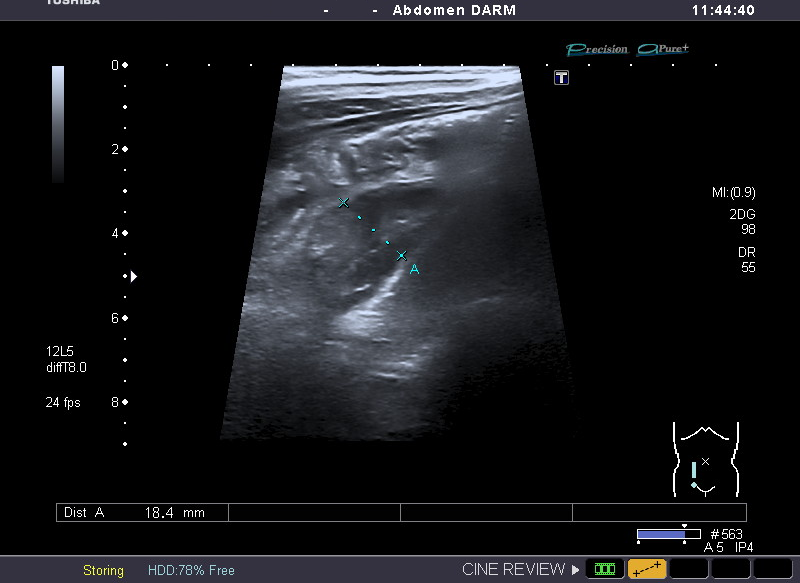 TOSHIBA
- - Abdomen DARM 11:44:40
Precision APure+
T
0
2
4
6
8
MI:(0.9)
2DG
98
DR
55
A
12L5
diffT8.0
24 fps
Dist A 18.4 mm
#563
A 5 IP4
Storing HDD:78% Free CINE REVIEW